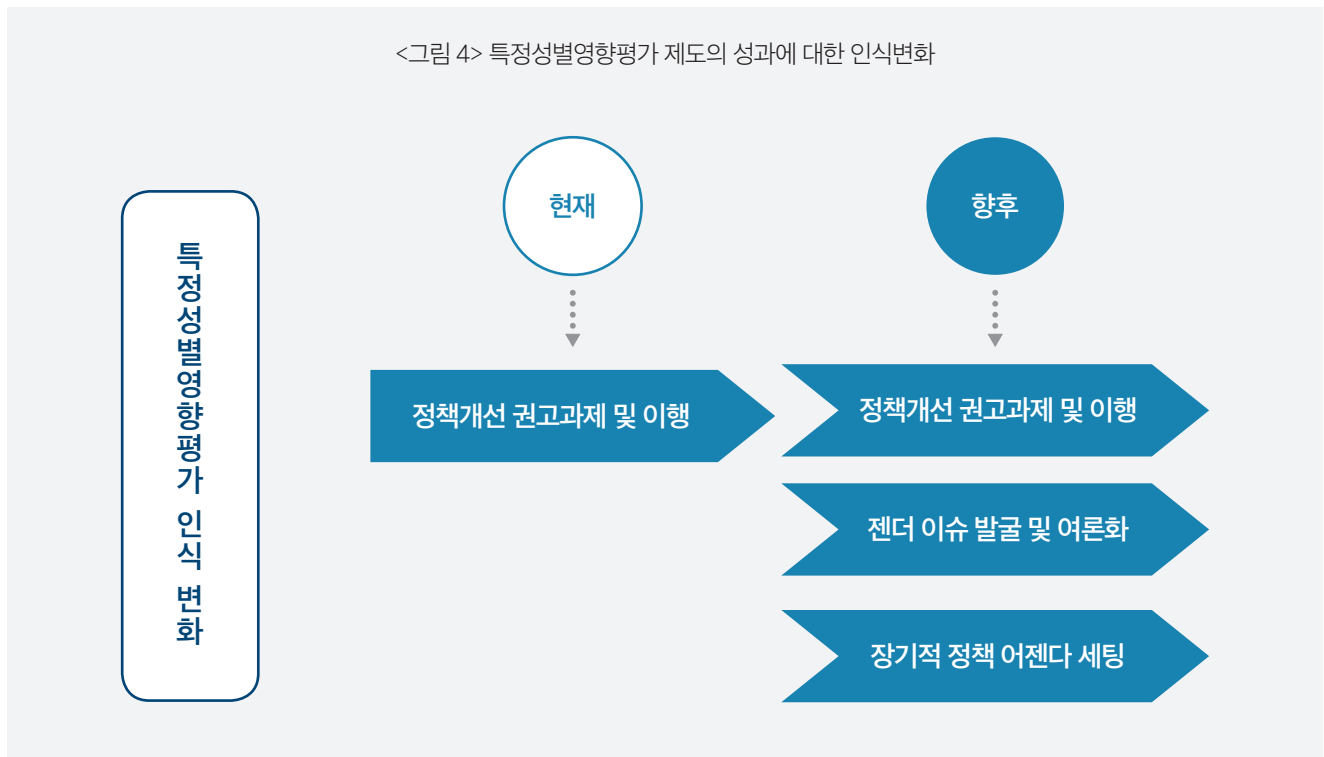 <그림 4> 특정성별영향평가 제도의 성과에 대한 인식변화
특정성별영향평가 인식 변화
현재
향후
정책개선 권고과제 및 이행
정책개선 권고과제 및 이행
젠더 이슈 발굴 및 여론화
장기적 정책 어젠다 세팅